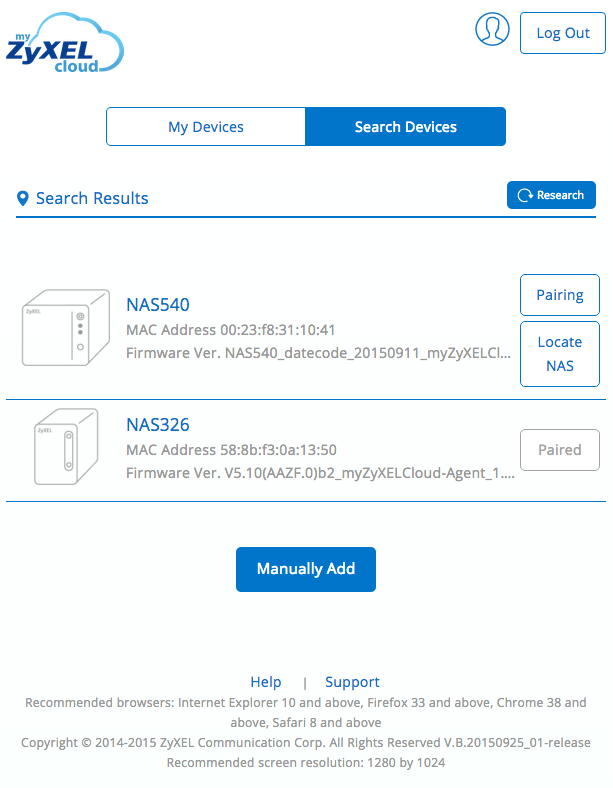 my
ZyXEL
cloud
Log Out
My Devices
Search Devices
Search Results
Research
ZyXEL
NAS540
MAC Address 00:23:f8:31:10:41
Firmware Ver. NAS540_datecode_20150911_myZyXELCl...
Pairing
Locate
NAS
ZyXEL
NAS326
MAC Address 58:8b:f3:0a:13:50
Firmware Ver. V5.10(AAZF.0)b2_myZyXELCloud-Agent_1....
Paired
Manually Add
Help | Support
Recommended browsers: Internet Explorer 10 and above, Firefox 33 and above, Chrome 38 and
above, Safari 8 and above
Copyright © 2014-2015 ZyXEL Communication Corp. All Rights Reserved V.B.20150925_01-release
Recommended screen resolution: 1280 by 1024